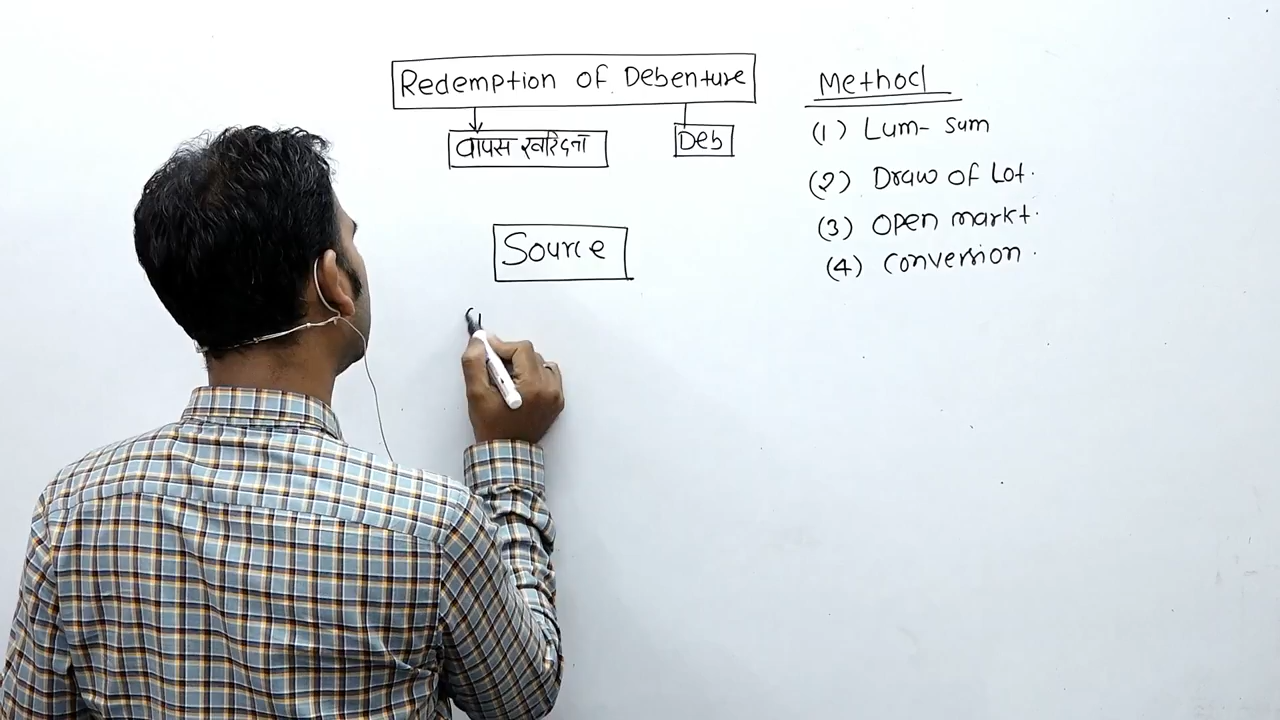 Redemption of Debenture
वापस खरिदना
Deb
Source
Method
(1) Lum- sum
(2) Draw of Lot.
(3) open markt.
(4) conversion.